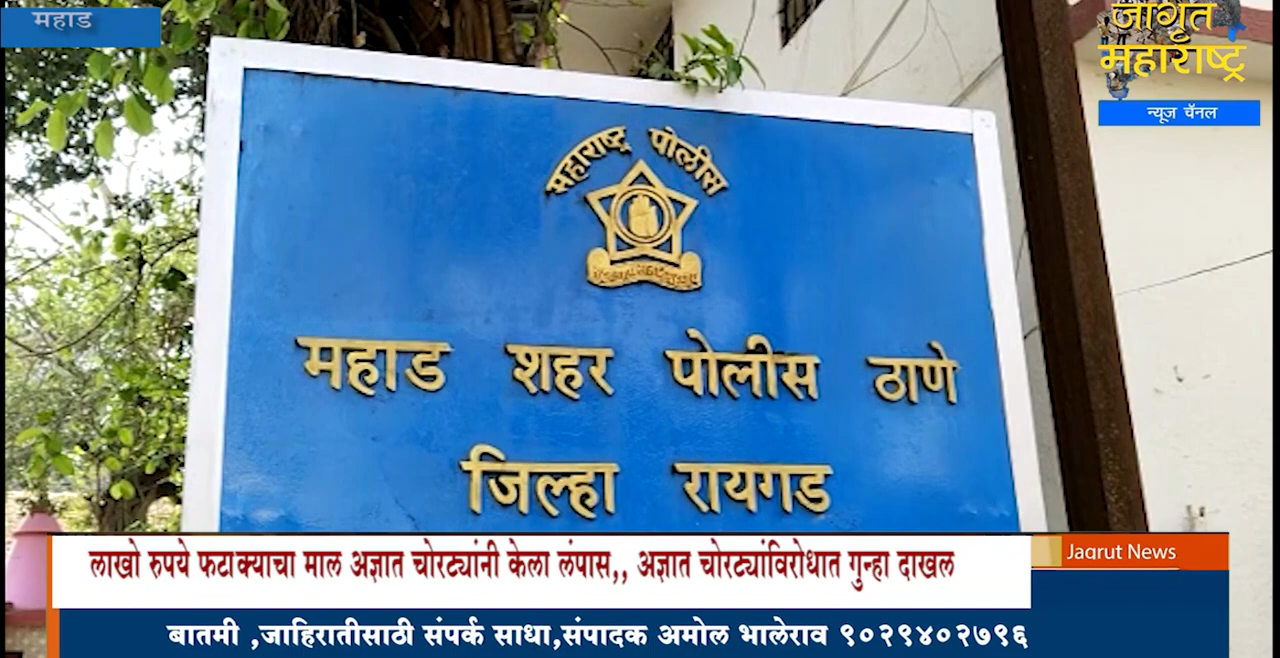 महाड
जागृत
महाराष्ट्र
न्यूज चॅनल
महाराष्ट्र पोलीस
महाड शहर पोलीस ठाणे
जिल्हा रायगड
Jagrut News
लाखो रुपये फटाक्याचा माल अज्ञात चोरट्यांनी केला लंपास,, अज्ञात चोरट्यांविरोधात गुन्हा दाखल
बातमी ,जाहिरातीसाठी संपर्क साधा,संपादक अमोल भालेराव ९०२९४०२७९६